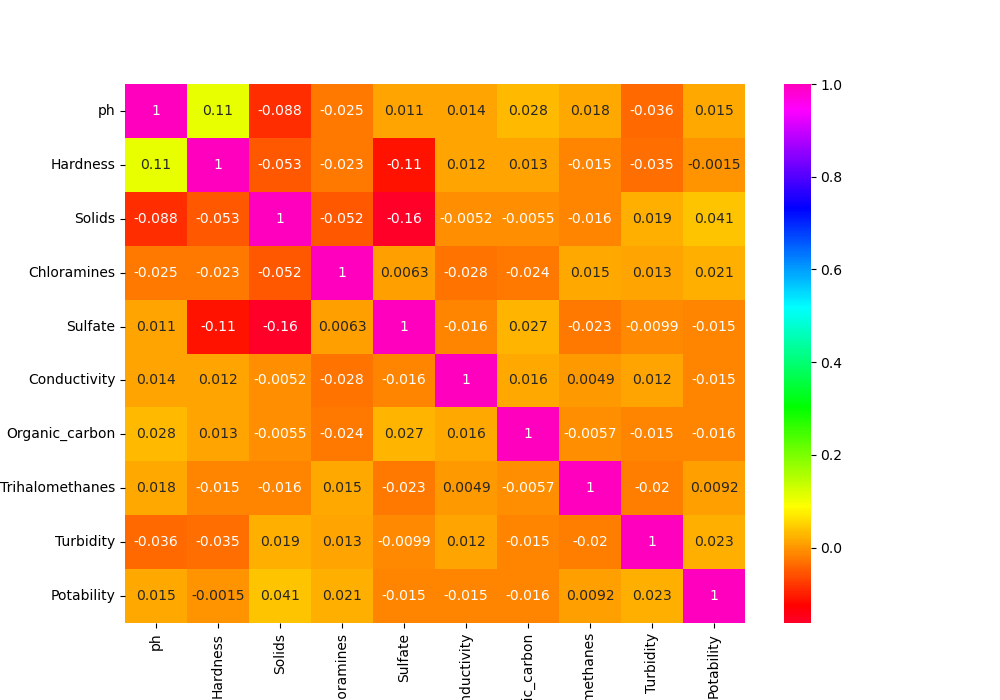 ph 1 0.11 -0.088 -0.025 0.011 0.014 0.028 0.018 -0.036 0.015
Hardness 0.11 1 -0.053 -0.023 -0.11 0.012 0.013 -0.015 -0.035 -0.0015
Solids -0.088 -0.053 1 -0.052 -0.16 -0.0052 -0.0055 -0.016 0.019 0.041
Chloramines -0.025 -0.023 -0.052 1 0.0063 -0.028 -0.024 0.015 0.013 0.021
Sulfate 0.011 -0.11 -0.16 0.0063 1 -0.016 0.027 -0.023 -0.0099 -0.015
Conductivity 0.014 0.012 -0.0052 -0.028 -0.016 1 0.016 0.0049 0.012 -0.015
Organic_carbon 0.028 0.013 -0.0055 -0.024 0.027 0.016 1 -0.0057 -0.015 -0.016
Trihalomethanes 0.018 -0.015 -0.016 0.015 -0.023 0.0049 -0.0057 1 -0.02 0.0092
Turbidity -0.036 -0.035 0.019 0.013 -0.0099 0.012 -0.015 -0.02 1 0.023
Potability 0.015 -0.0015 0.041 0.021 -0.015 -0.015 -0.016 0.0092 0.023 1
ph
Hardness
Solids
oramines
Sulfate
nductivity
ic_carbon
methanes
Turbidity
Potability
1.0
0.8
0.6
0.4
0.2
0.0